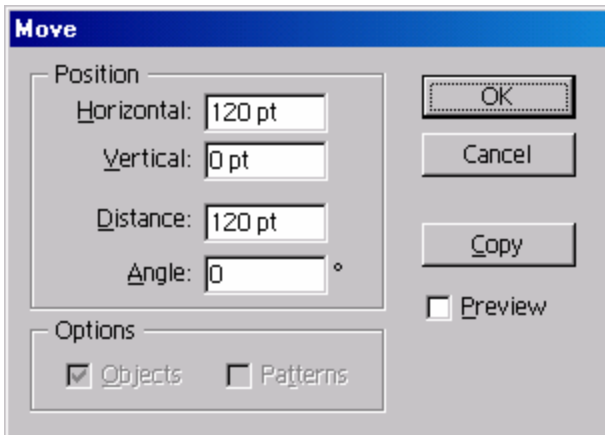 Move
Position
Horizontal: 120 pt
OK
Vertical: 0 pt
Cancel
Distance: 120 pt
Copy
Angle: 0 °
Preview
Options
Objects Patterns